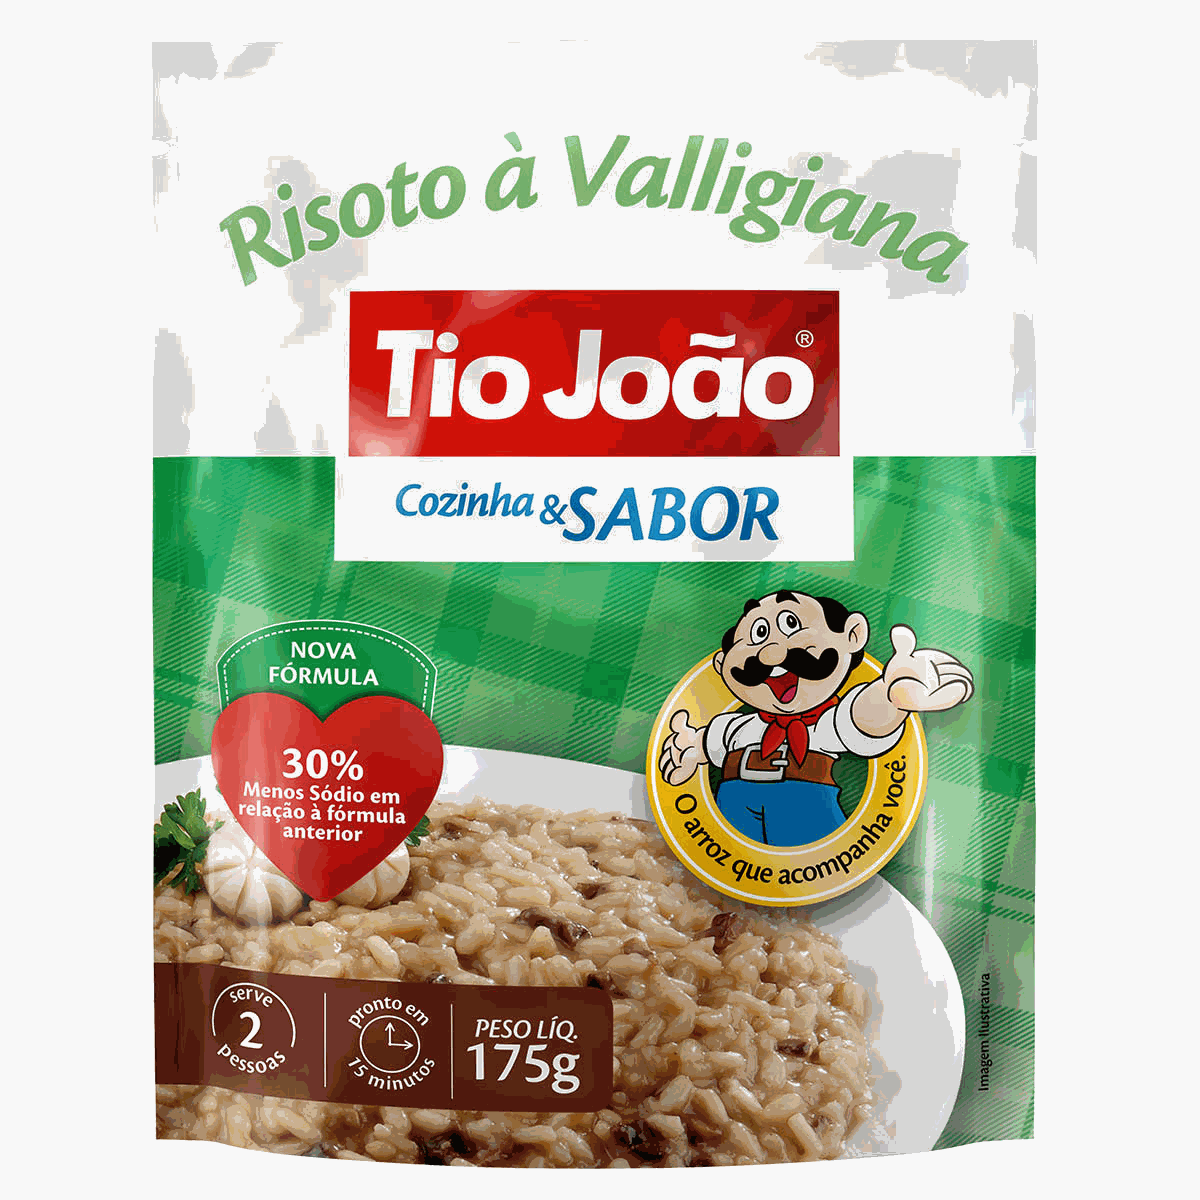 Risoto à Valligiana
Tio João®
Cozinha & SABOR
NOVA
FÓRMULA
30%
Menos Sódio em
relação à fórmula
anterior
O arroz que acompanha você.
serve
2
pessoas
pronto em
15 minutos
PESO LÍQ.
175g
Imagem ilustrativa